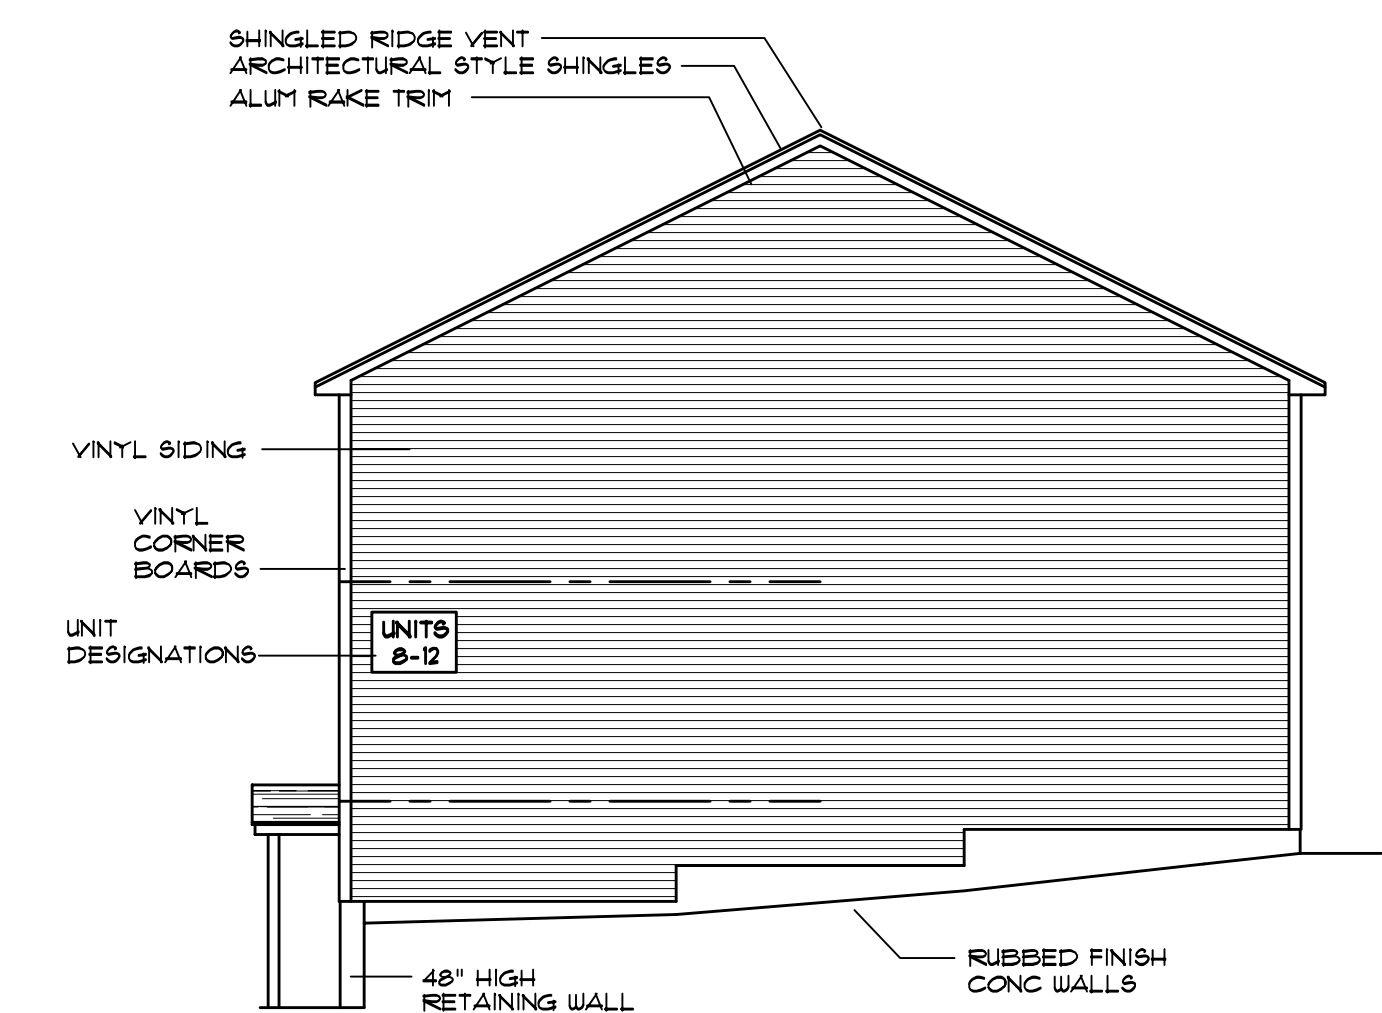 SHINGLED RIDGE VENT
ARCHITECTURAL STYLE SHINGLES
ALUM RAKE TRIM
VINYL SIDING
VINYL
CORNER
BOARDS
UNIT
DESIGNATIONS
UNITS
8-12
48" HIGH
RETAINING WALL
RUBBED FINISH
CONC WALLS